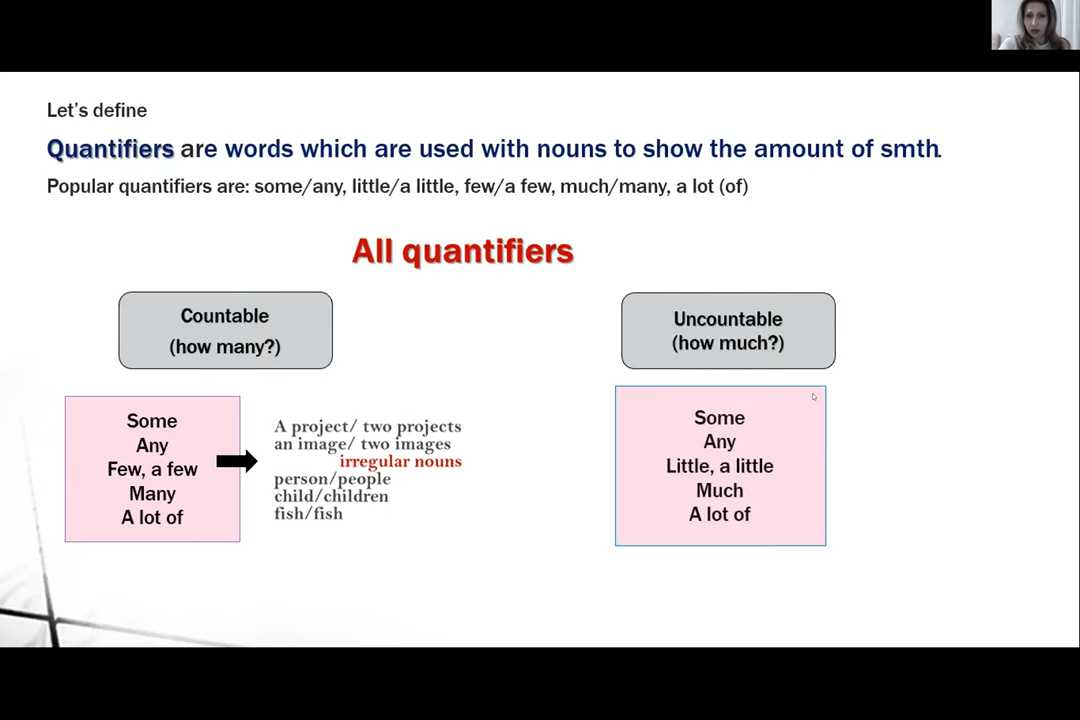 Let's define
Quantifiers are words which are used with nouns to show the amount of smth.
Popular quantifiers are: some/any, little/a little, few/a few, much/many, a lot (of)
All quantifiers
Countable
(how many?)
Some
Any
Few, a few
Many
A lot of
A project/ two projects
an image/ two images
irregular nouns
person/people
child/children
fish/fish
Uncountable
(how much?)
Some
Any
Little, a little
Much
A lot of